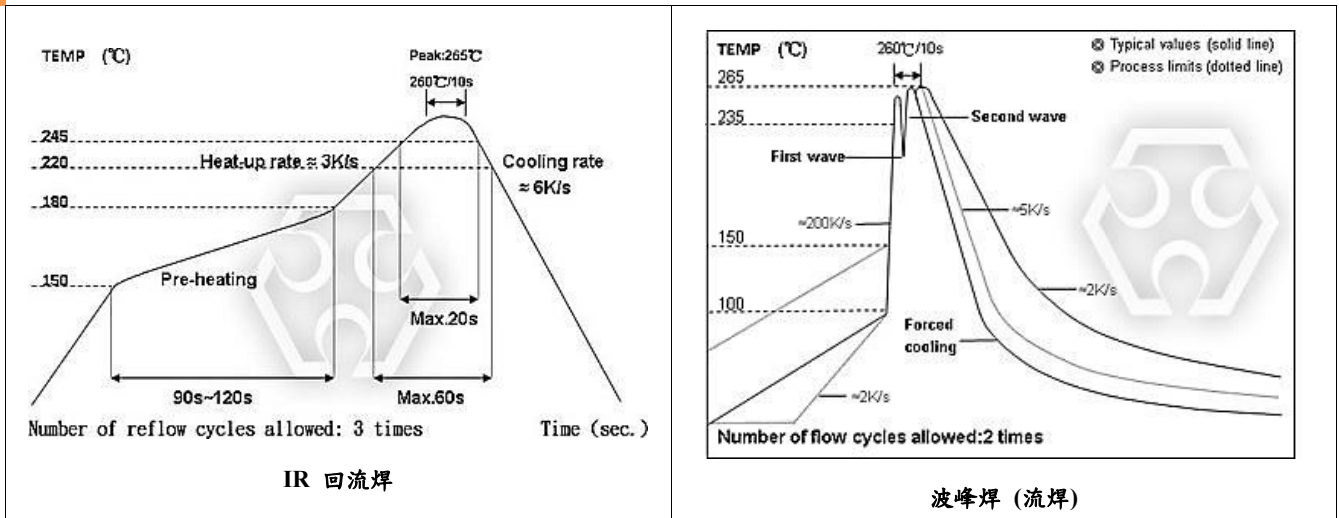 TEMP (℃)
Peak:265℃
260℃/10s
245
220
Heat-up rate ≈ 3K/s
Cooling rate
≈ 6K/s
180
150
Pre-heating
Max.20s
90s~120s
Max.60s
Number of reflow cycles allowed: 3 times
Time (sec.)
IR 回流焊
TEMP (℃)
260℃/10s
Typical values (solid line)
Process limits (dotted line)
265
235
Second wave
First wave
≈200K/s
≈5K/s
150
≈2K/s
100
Forced
cooling
≈2K/s
Number of flow cycles allowed:2 times
波峰焊 (流焊)